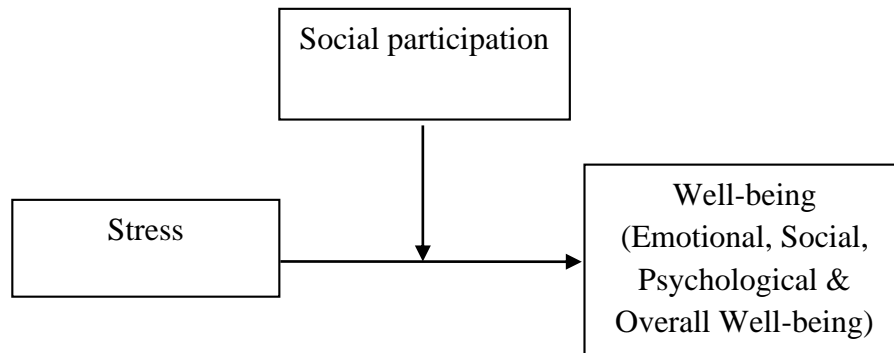 Social participation
Stress
Well-being
(Emotional, Social,
Psychological &
Overall Well-being)